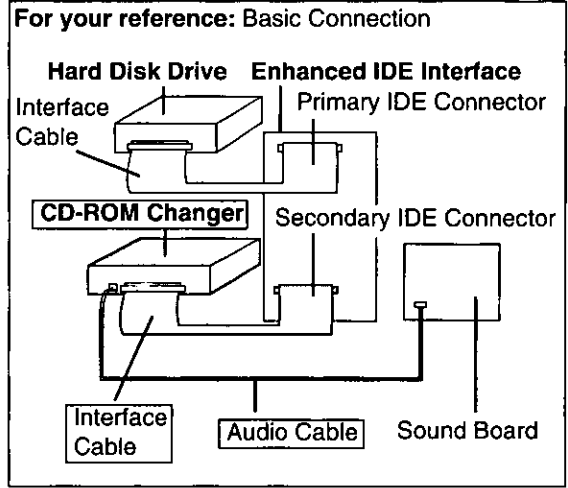 For your reference: Basic Connection
Hard Disk Drive
Enhanced IDE Interface
Interface
Cable
Primary IDE Connector
CD-ROM Changer
Secondary IDE Connector
Interface
Cable
Audio Cable
Sound Board